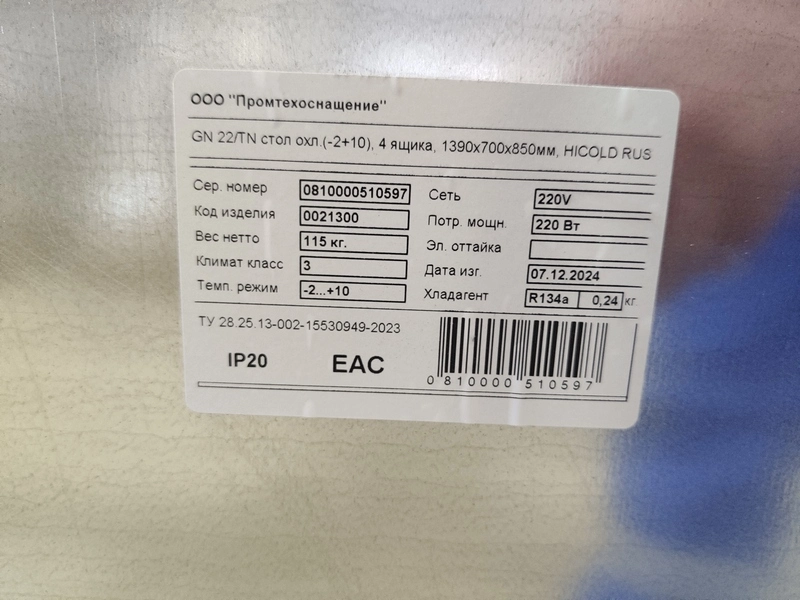 ООО "Промтехоснащение"
GN 22/TN стол охл.(-2+10), 4 ящика, 1390х700х850мм, HICOLD RUS
Сер. номер 0810000510597 Сеть 220V
Код изделия 0021300 Потр. мощн. 220 Вт
Вес нетто 115 кг. Эл. оттайка
Климат класс 3 Дата изг. 07.12.2024
Темп. режим -2...+10 Хладагент R134a 0,24 кг
ТУ 28.25.13-002-15530949-2023
IP20 EAC
0 810000 510597